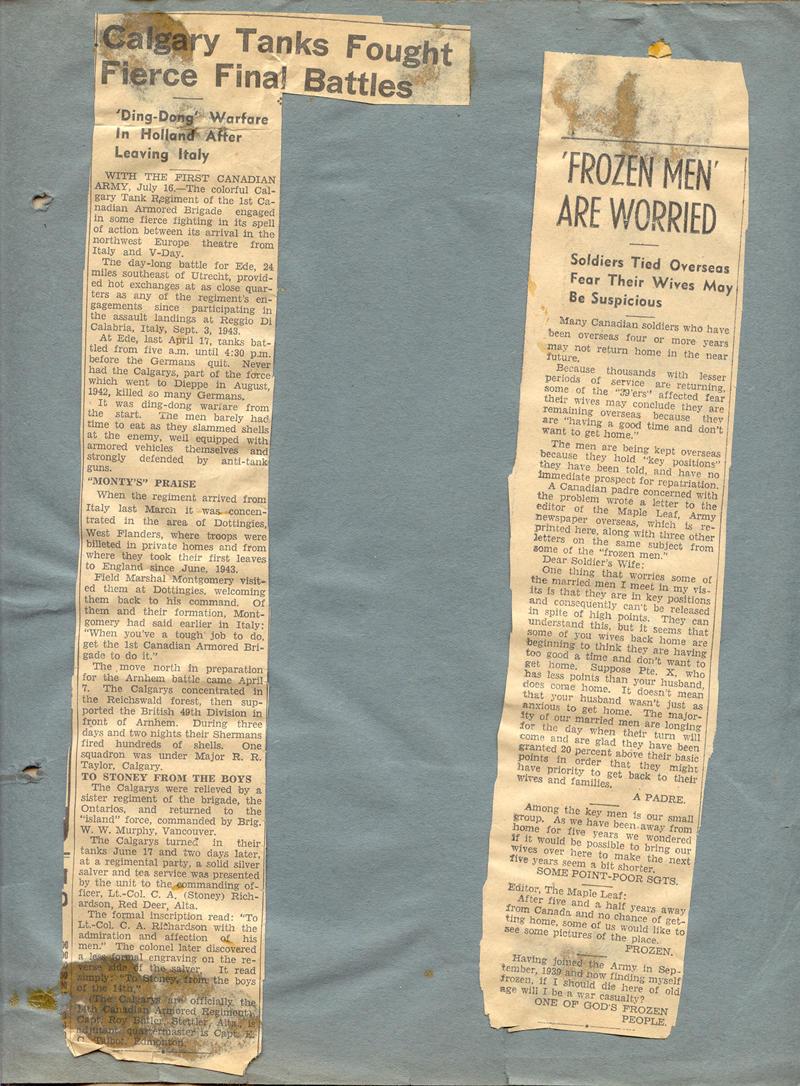 Calgary Tanks Fought
Fierce Final Battles
'Ding-Dong' Warfare
In Holland After
Leaving Italy
WITH THE FIRST CANADIAN
ARMY, July 16.—The colorful Cal-
gary Tank Regiment of the 1st Ca-
nadian Armored Brigade engaged
in some fierce fighting in its spell
of action between its arrival in the
northwest Europe theatre from
Italy and V-Day.
The day-long battle for Ede, 24
miles southeast of Utrecht, provid-
ed hot exchanges at as close quar-
ters as any of the regiment's en-
gagements since participating in
the assault landings at Reggio Di
Calabria, Italy, Sept. 3, 1943.
At Ede, last April 17, tanks bat-
tled from five a.m. until 4:30 p.m.
before the Germans quit. Never
had the Calgarys, part of the force
which went to Dieppe in August,
1942, killed so many Germans.
It was ding-dong warfare from
the start. The men barely had
time to eat as they slammed shells
at the enemy, well equipped with
armored vehicles themselves and
strongly defended by anti-tank
guns.
"MONTY'S" PRAISE
When the regiment arrived from
Italy last March it was concen-
trated in the area of Dottingies,
West Flanders, where troops were
billeted in private homes and from
where they took their first leaves
to England since June, 1943.
Field Marshal Montgomery visit-
ed them at Dottingies, welcoming
them back to his command. Of
them and their formation, Mont-
gomery had said earlier in Italy:
"When you've a tough job to do,
get the 1st Canadian Armored Bri-
gade to do it."
The move north in preparation
for the Arnhem battle came April
7. The Calgarys concentrated in
the Reichswald forest, then sup-
ported the British 49th Division in
front of Arnhem. During three
days and two nights their Shermans
fired hundreds of shells. One
squadron was under Major R. R.
Taylor, Calgary.
TO STONEY FROM THE BOYS
The Calgarys were relieved by a
sister regiment of the brigade, the
Ontarios, and returned to the
"island" force, commanded by Brig.
W. W. Murphy, Vancouver.
The Calgarys turned in their
tanks June 17 and two days later,
at a regimental party, a solid silver
salver and tea service was presented
by the unit to the commanding of-
ficer, Lt.-Col. C. A. (Stoney) Rich-
ardson, Red Deer, Alta.
The formal inscription read: "To
Lt.-Col. C. A. Richardson with the
admiration and affection of his
men." The colonel later discovered
a less formal engraving on the re-
verse side of the salver. It read
simply: "To Stoney, from the boys
of the 14th."
(The Calgarys are officially the
14th Canadian Armored Regiment)
Capt. Roy Butler, Stettler, Alta., is
adjutant, quartermaster is Capt. E.
C. Talbot, Edmonton.
'FROZEN MEN'
ARE WORRIED
Soldiers Tied Overseas
Fear Their Wives May
Be Suspicious
Many Canadian soldiers who have
been overseas four or more years
may not return home in the near
future.
Because thousands with lesser
periods of service are returning,
some of the "39'ers" affected fear
their wives may conclude they are
remaining overseas because they
are "having a good time and don't
want to get home."
The men are being kept overseas
because they hold "key positions"
they have been told, and have no
immediate prospect for repatriation.
A Canadian padre concerned with
the problem wrote a letter to the
editor of the Maple Leaf, Army
newspaper overseas, which is re-
printed here, along with three other
letters on the same subject from
some of the "frozen men."
Dear Soldier's Wife:
One thing that worries some of
the married men I meet in my vis-
its is that they are in key positions
and consequently can't be released
in spite of high points. They can
understand this, but it seems that
some of you wives back home are
beginning to think they are having
too good a time and don't want to
get home. Suppose Pte. X, who
has less points than your husband,
does come home. It doesn't mean
that your husband wasn't just as
anxious to get home. The major-
ity of our married men are longing
for the day when their turn will
come and are glad they have been
granted 20 percent above their basic
points in order that they might
have priority to get back to their
wives and families.
A PADRE.
Among the key men is our small
group. As we have been away from
home for five years we wondered
if it would be possible to bring our
wives over here to make the next
five years seem a bit shorter.
SOME POINT-POOR SGTS.
Editor, The Maple Leaf:
After five and a half years away
from Canada and no chance of get-
ting home, some of us would like to
see some pictures of the place.
FROZEN.
Having joined the Army in Sep-
tember, 1939 and now finding myself
frozen, if I should die here of old
age will I be a war casualty?
ONE OF GOD'S FROZEN
PEOPLE.